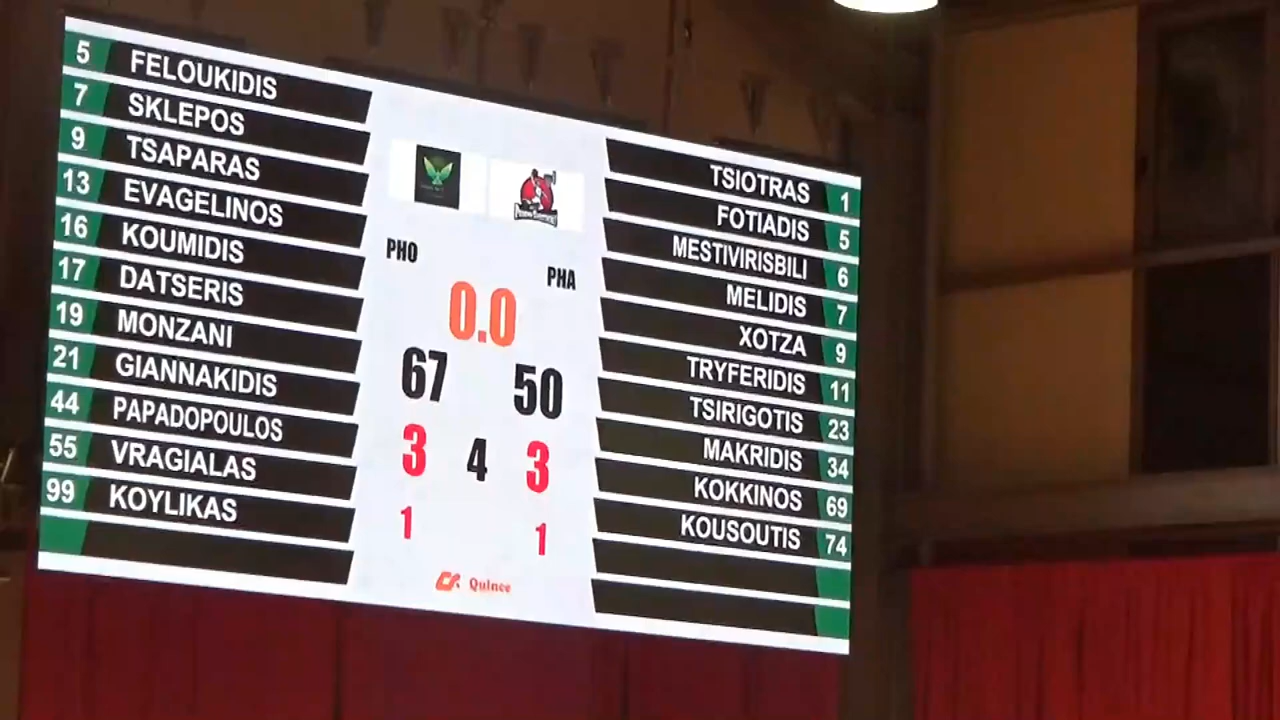 5 FELOUKIDIS
7 SKLEPOS
9 TSAPARAS
13 EVAGELINOS
16 KOUMIDIS
17 DATSERIS
19 MONZANI
21 GIANNAKIDIS
44 PAPADOPOULOS
55 VRAGIALAS
99 KOYLIKAS
PHO
PHA
0.0
67 50
3 4 3
1 1
Quince
TSIOTRAS 1
FOTIADIS 5
MESTIVIRISBILI 6
MELIDIS 7
XOTZA 9
TRYFERIDIS 11
TSIRIGOTIS 23
MAKRIDIS 34
KOKKINOS 69
KOUSOUTIS 74